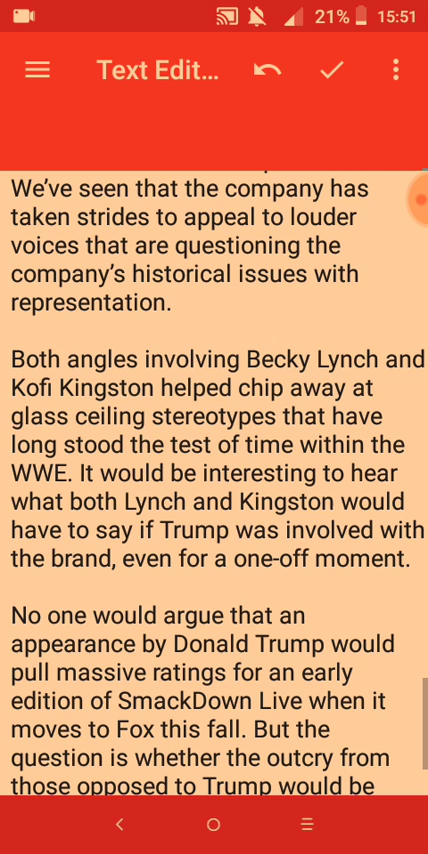 21% 15:51
Text Edit...
We've seen that the company has
taken strides to appeal to louder
voices that are questioning the
company's historical issues with
representation.
Both angles involving Becky Lynch and
Kofi Kingston helped chip away at
glass ceiling stereotypes that have
long stood the test of time within the
WWE. It would be interesting to hear
what both Lynch and Kingston would
have to say if Trump was involved with
the brand, even for a one-off moment.
No one would argue that an
appearance by Donald Trump would
pull massive ratings for an early
edition of SmackDown Live when it
moves to Fox this fall. But the
question is whether the outcry from
those opposed to Trump would be